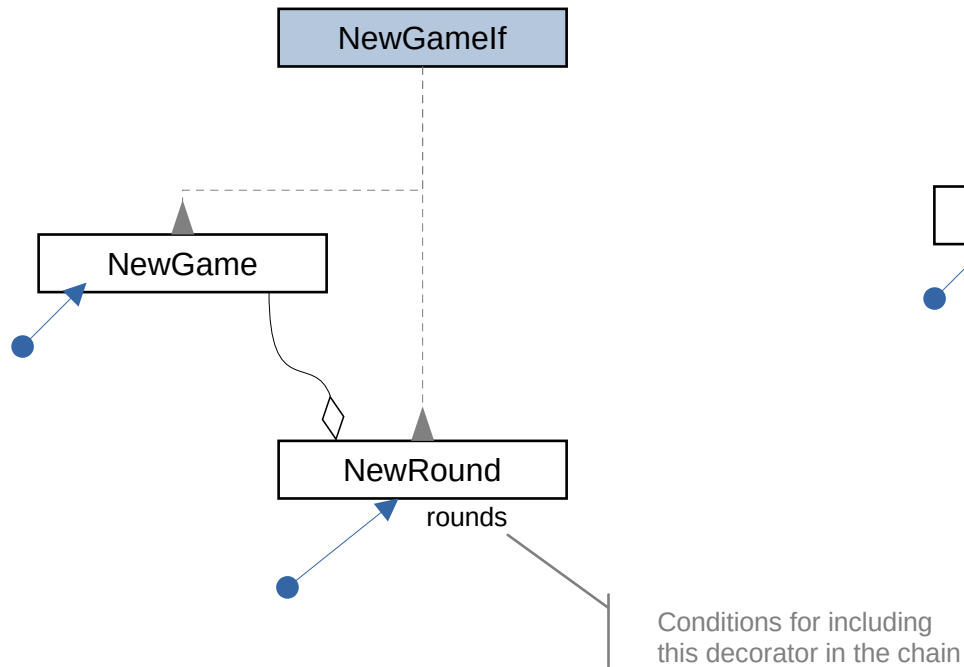 NewGameIf
NewGame
NewRound
rounds
Conditions for including
this decorator in the chain